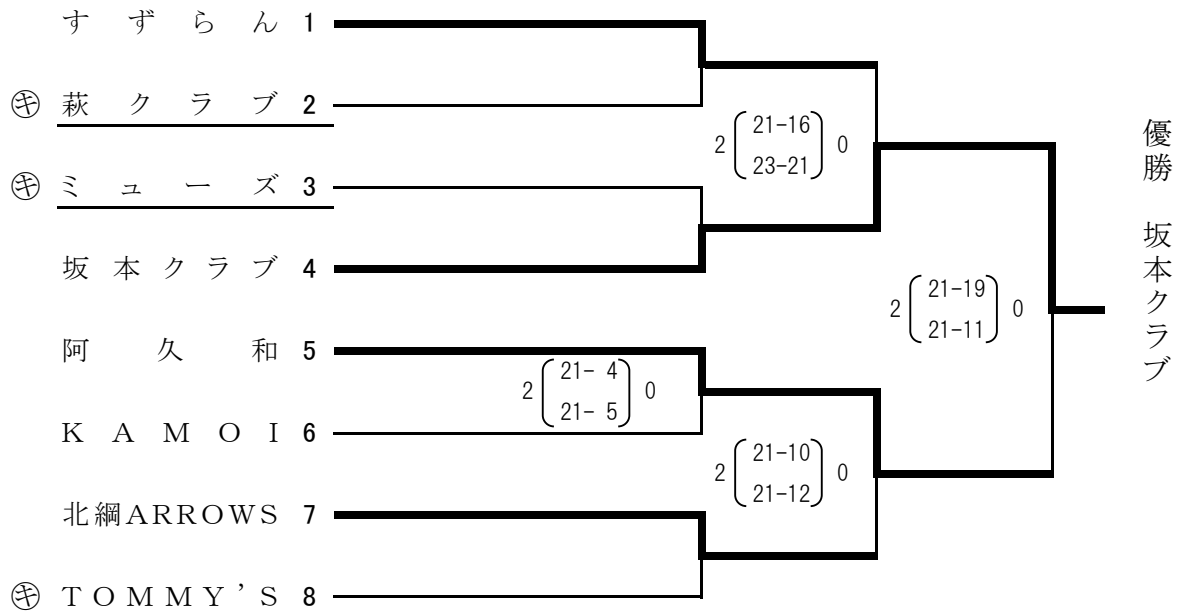 すずらん 1
㋖ 萩クラブ 2
2 21-16 0
23-21
㋖ ミューズ 3
坂本クラブ 4
2 21-19 0
21-11
阿久和 5
2 21- 4 0
21- 5
KAMOI 6
2 21-10 0
21-12
北綱ARROWS 7
㋖ TOMMY'S 8
優勝 坂本クラブ